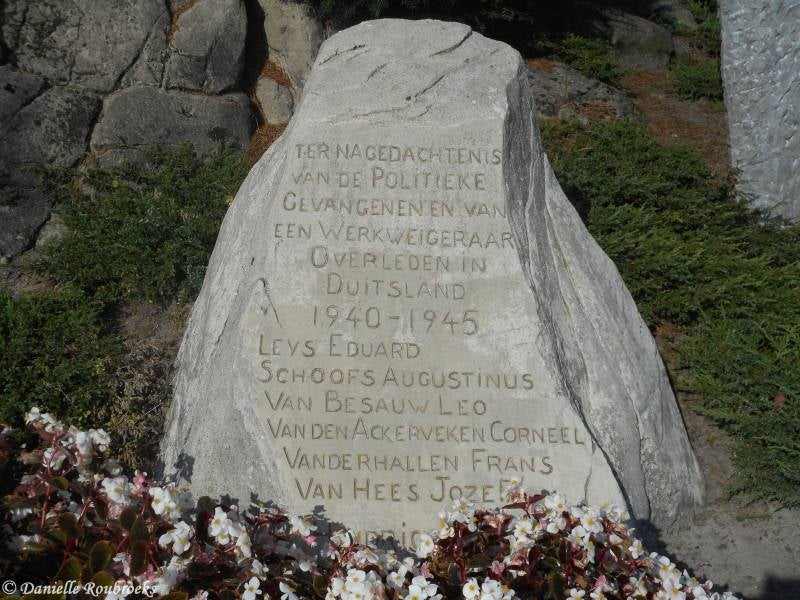 TER NAGEDACHTENIS
VAN DE POLITIEKE
GEVANGENEN EN VAN
EEN WERKWEIGERAAR
OVERLEDEN IN
DUITSLAND
1940-1945
LEYS EDUARD
SCHOOFS AUGUSTINUS
VAN BESAUW LEO
VAN DEN ACKERVEKEN CORNEEL
VANDERHALLEN FRANS
VAN HEES JOZEF
© Danielle Roubroeks